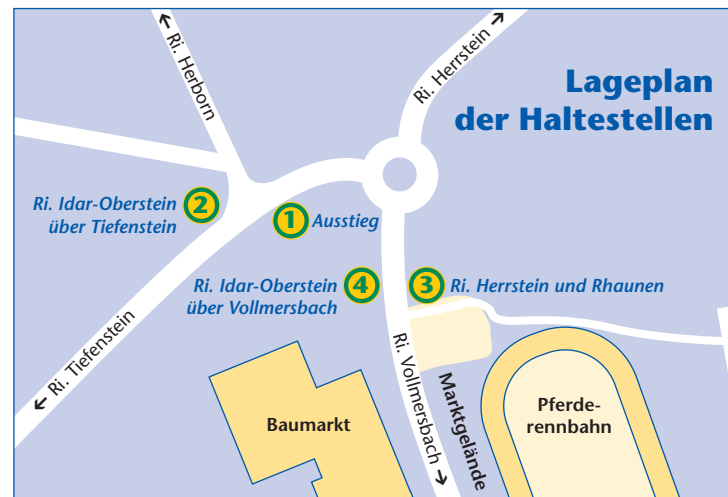 ← Ri. Herborn
Ri. Herrstein →
Lageplan
der Haltestellen
Ri. Idar-Oberstein
über Tiefenstein
2
1
Ausstieg
Ri. Idar-Oberstein
über Vollmersbach
4
3
Ri. Herrstein und Rhaunen
← Ri. Tiefenstein
Ri. Vollmersbach →
Marktgelände
Baumarkt
Pferde-
rennbahn